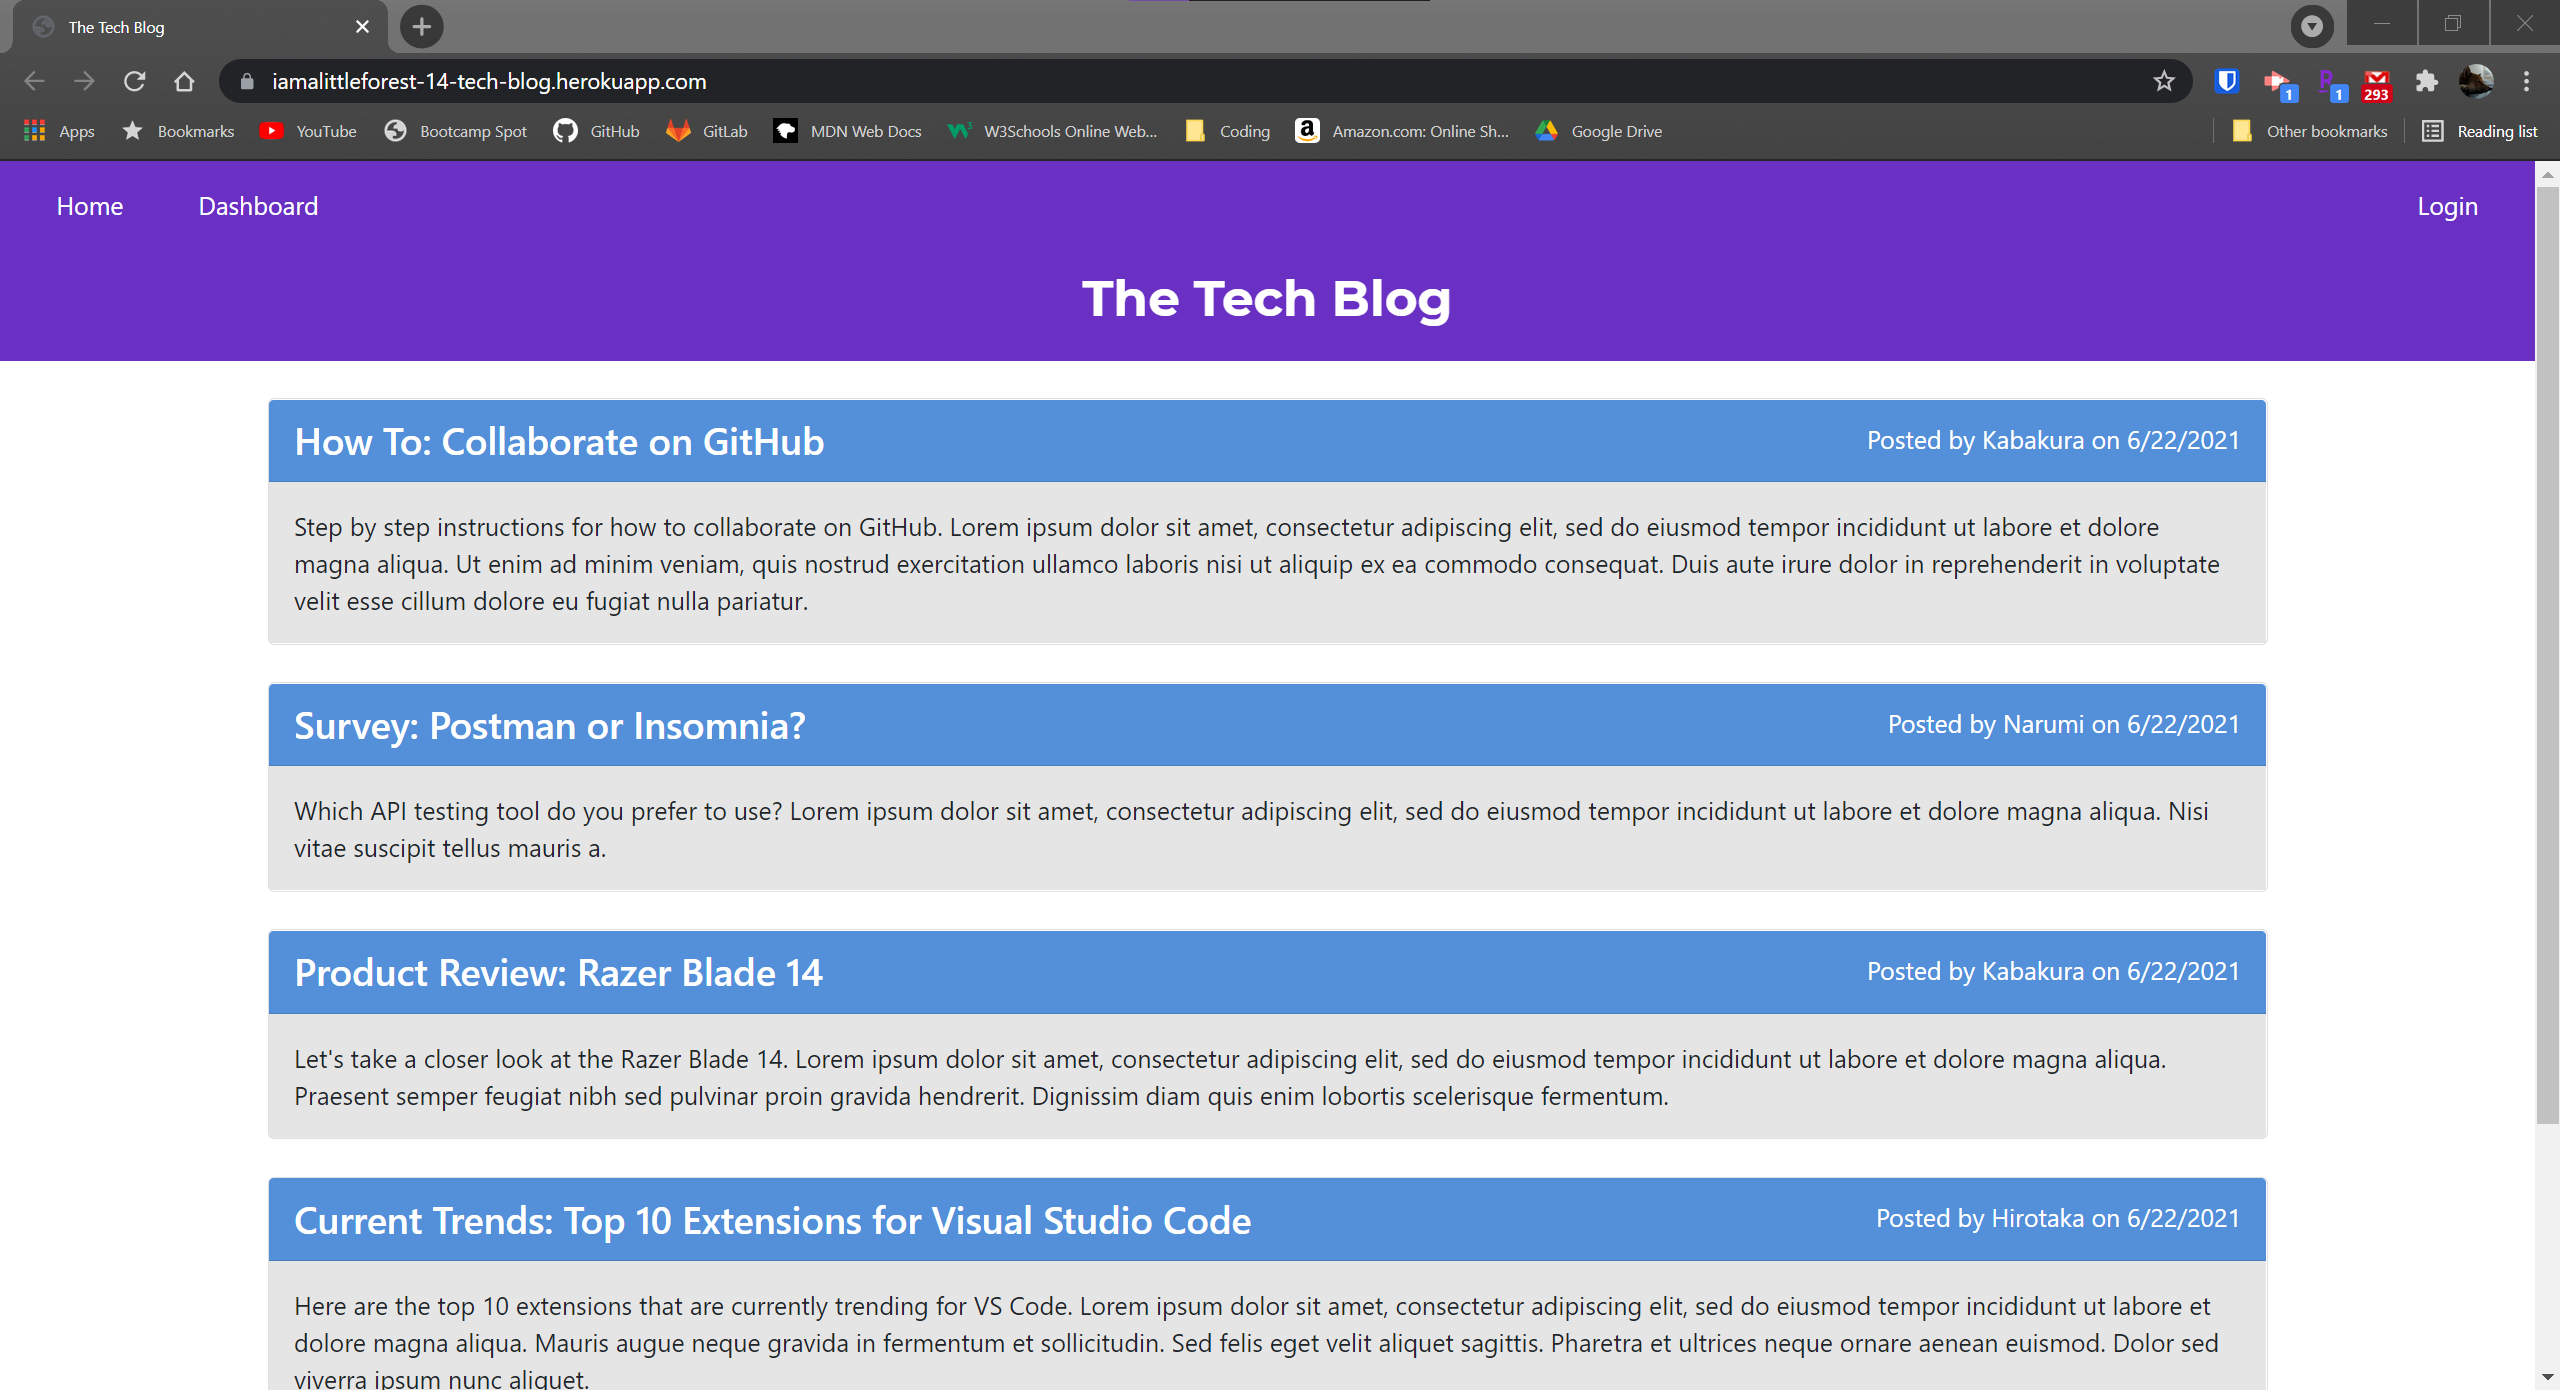 The Tech Blog
iamalittleforest-14-tech-blog.herokuapp.com
1
1
293
Apps
Bookmarks
YouTube
Bootcamp Spot
GitHub
GitLab
MDN Web Docs
W3Schools Online Web...
Coding
Amazon.com: Online Sh...
Google Drive
Other bookmarks
Reading list
Home
Dashboard
Login
The Tech Blog
How To: Collaborate on GitHub
Posted by Kabakura on 6/22/2021
Step by step instructions for how to collaborate on GitHub. Lorem ipsum dolor sit amet, consectetur adipiscing elit, sed do eiusmod tempor incididunt ut labore et dolore
magna aliqua. Ut enim ad minim veniam, quis nostrud exercitation ullamco laboris nisi ut aliquip ex ea commodo consequat. Duis aute irure dolor in reprehenderit in voluptate
velit esse cillum dolore eu fugiat nulla pariatur.
Survey: Postman or Insomnia?
Posted by Narumi on 6/22/2021
Which API testing tool do you prefer to use? Lorem ipsum dolor sit amet, consectetur adipiscing elit, sed do eiusmod tempor incididunt ut labore et dolore magna aliqua. Nisi
vitae suscipit tellus mauris a.
Product Review: Razer Blade 14
Posted by Kabakura on 6/22/2021
Let's take a closer look at the Razer Blade 14. Lorem ipsum dolor sit amet, consectetur adipiscing elit, sed do eiusmod tempor incididunt ut labore et dolore magna aliqua.
Praesent semper feugiat nibh sed pulvinar proin gravida hendrerit. Dignissim diam quis enim lobortis scelerisque fermentum.
Current Trends: Top 10 Extensions for Visual Studio Code
Posted by Hirotaka on 6/22/2021
Here are the top 10 extensions that are currently trending for VS Code. Lorem ipsum dolor sit amet, consectetur adipiscing elit, sed do eiusmod tempor incididunt ut labore et
dolore magna aliqua. Mauris augue neque gravida in fermentum et sollicitudin. Sed felis eget velit aliquet sagittis. Pharetra et ultrices neque ornare aenean euismod. Dolor sed
viverra ipsum nunc aliquet.